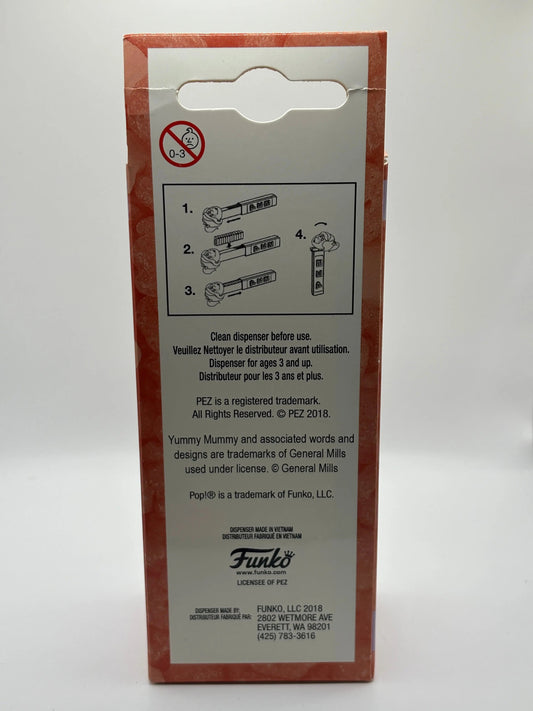 0-3
1.
2.
3.
4.
Clean dispenser before use.
Veuillez Nettoyer le distributeur avant utilisation.
Dispenser for ages 3 and up.
Distributeur pour les 3 ans et plus.
PEZ is a registered trademark.
All Rights Reserved. © PEZ 2018.
Yummy Mummy and associated words and
designs are trademarks of General Mills
used under license. © General Mills
Pop!® is a trademark of Funko, LLC.
DISPENSER MADE IN VIETNAM
DISTRIBUTEUR FABRIQUÉ EN VIETNAM
Funko
www.funko.com
LICENSEE OF PEZ
DISPENSER MADE BY:
DISTRIBUTEUR FABRIQUÉ PAR:
FUNKO, LLC 2018
2802 WETMORE AVE
EVERETT, WA 98201
(425) 783-3616